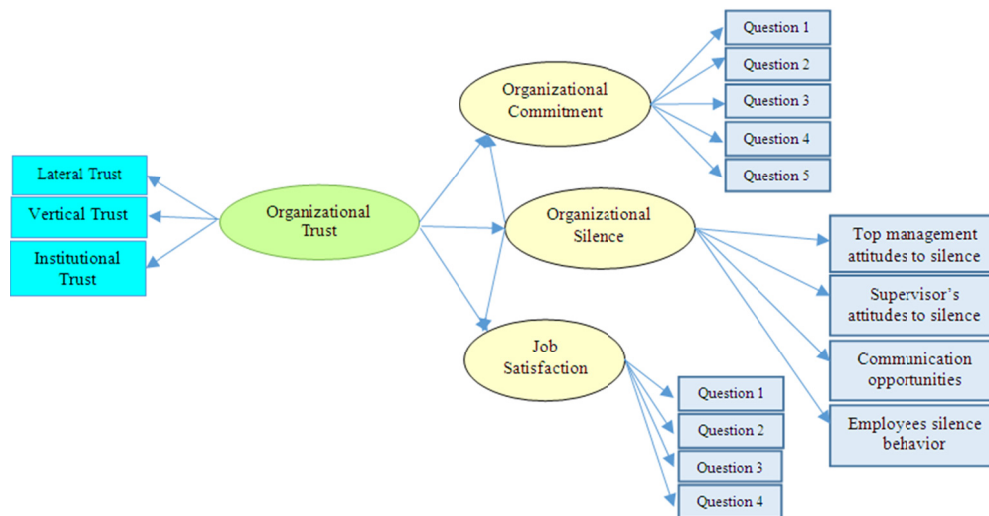 Lateral Trust
Vertical Trust
Institutional
Trust
Organizational
Trust
Organizational
Commitment
Question 1
Question 2
Question 3
Question 4
Question 5
Organizational
Silence
Top management
attitudes to silence
Supervisor's
attitudes to silence
Communication
opportunities
Employees silence
behavior
Job
Satisfaction
Question 1
Question 2
Ouestion 3
Question 4